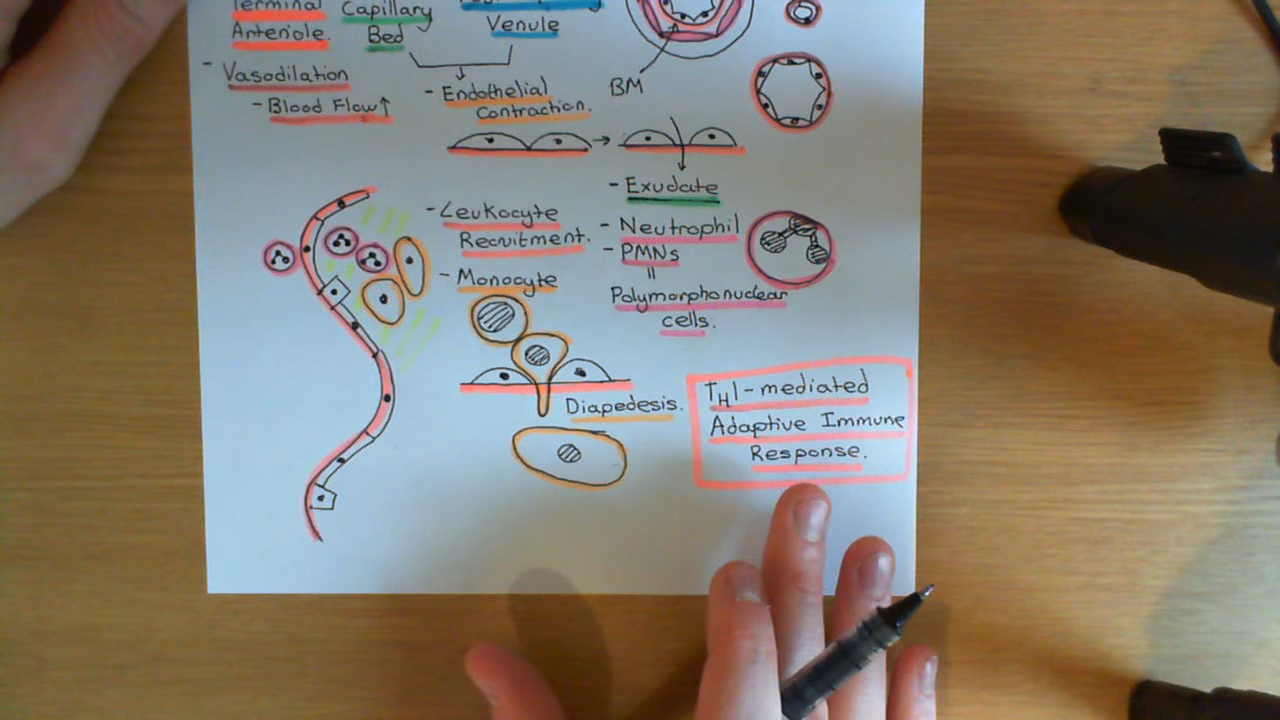 Terminal
Arteriole.
Capillary
Bed
Venule
- Vasodilation
- Blood Flow↑
- Endothelial
Contraction.
BM
- Exudate
- Leukocyte
Recruitment.
- Monocyte
- Neutrophil
- PMNs
=
Polymorphonuclear
cells.
Diapedesis.
TH1-mediated
Adaptive Immune
Response.